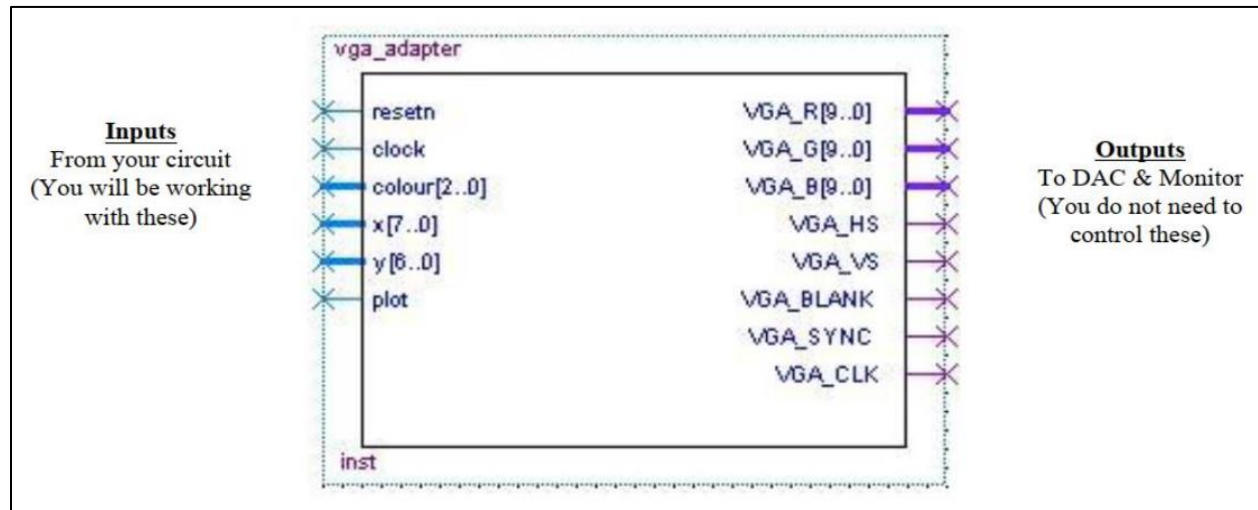 vga_adapter
Inputs
From your circuit
(You will be working
with these)
resetn
clock
colour[2..0]
x[7..0]
y[6..0]
plot
VGA_R[9..0]
VGA_G[9..0]
VGA_B[9..0]
VGA_HS
VGA_VS
VGA_BLANK
VGA_SYNC
VGA_CLK
Outputs
To DAC & Monitor
(You do not need to
control these)
inst